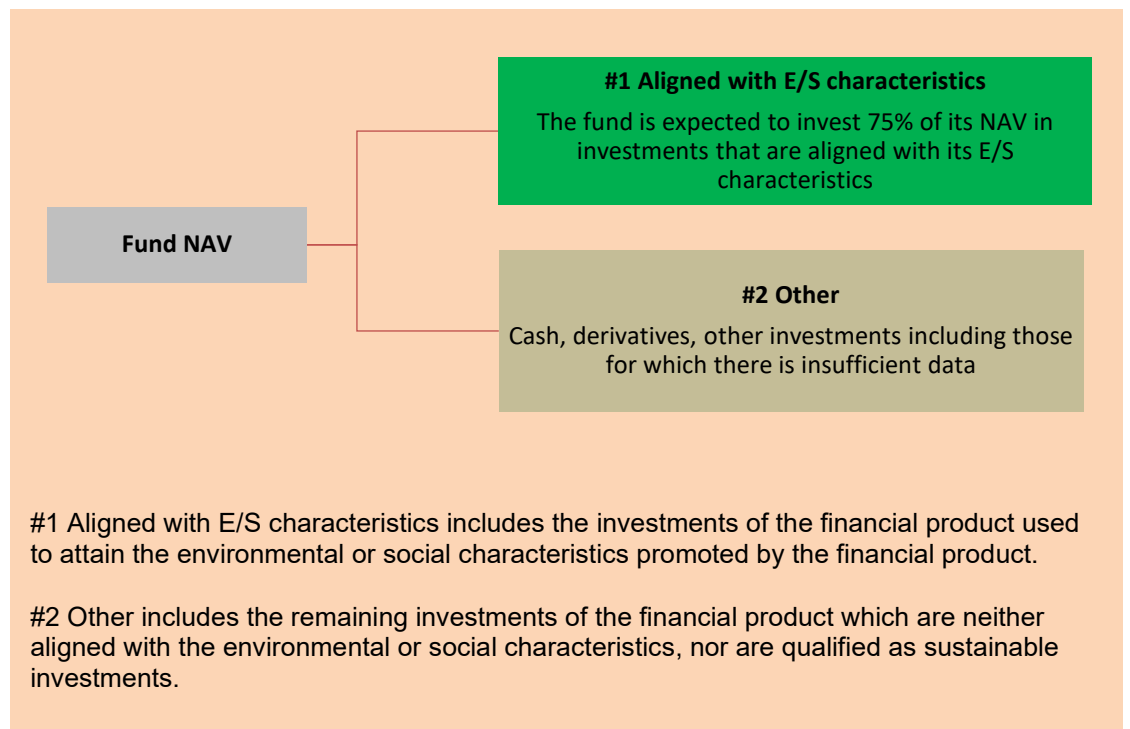 #1 Aligned with E/S characteristics
The fund is expected to invest 75% of its NAV in
investments that are aligned with its E/S
characteristics
Fund NAV
#2 Other
Cash, derivatives, other investments including those
for which there is insufficient data
#1 Aligned with E/S characteristics includes the investments of the financial product used
to attain the environmental or social characteristics promoted by the financial product.
#2 Other includes the remaining investments of the financial product which are neither
aligned with the environmental or social characteristics, nor are qualified as sustainable
investments.